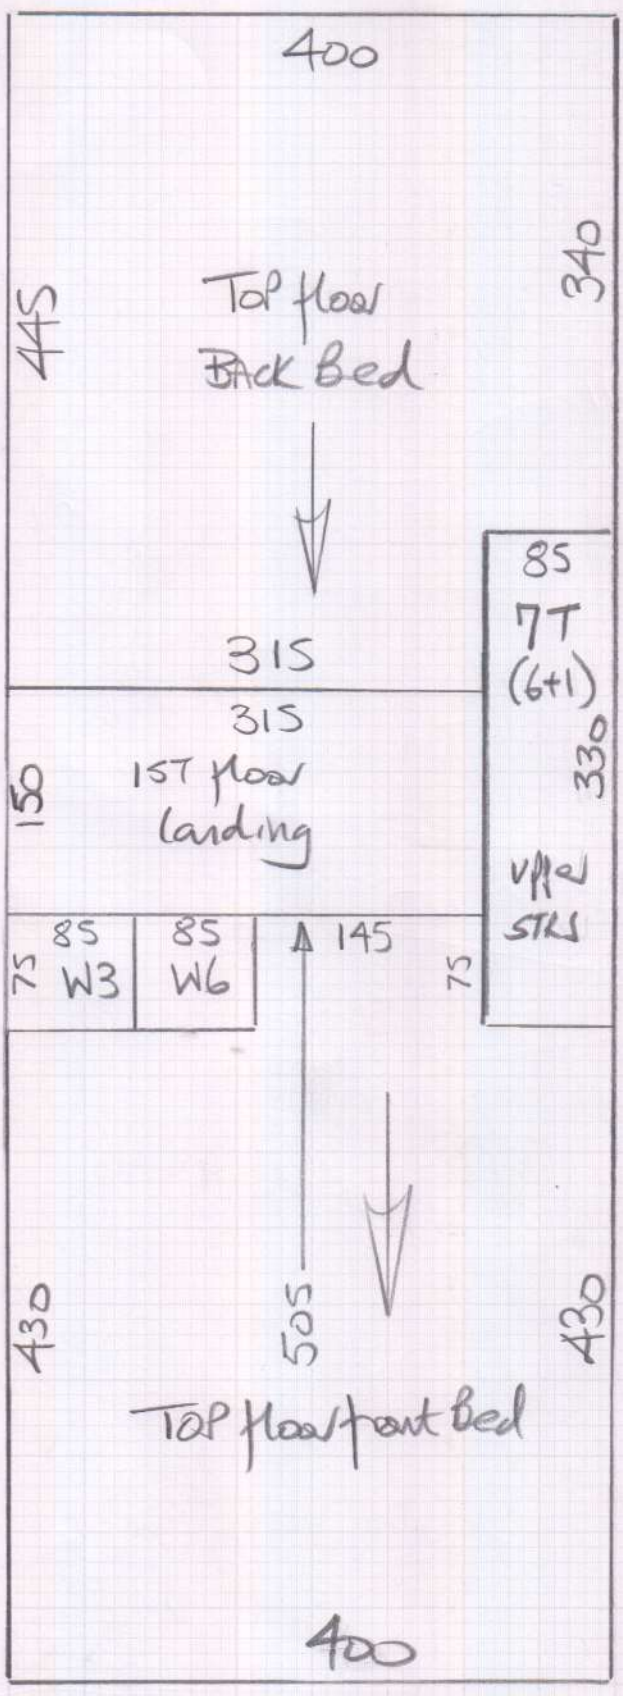 400
340
445
TOP floor
BACK Bed
85
7T
(6+1)
330
315
315
150
1ST floor
landing
upper
STRS
85
85
145
75
W3
W6
75
430
505
430
TOP floor front Bed
400